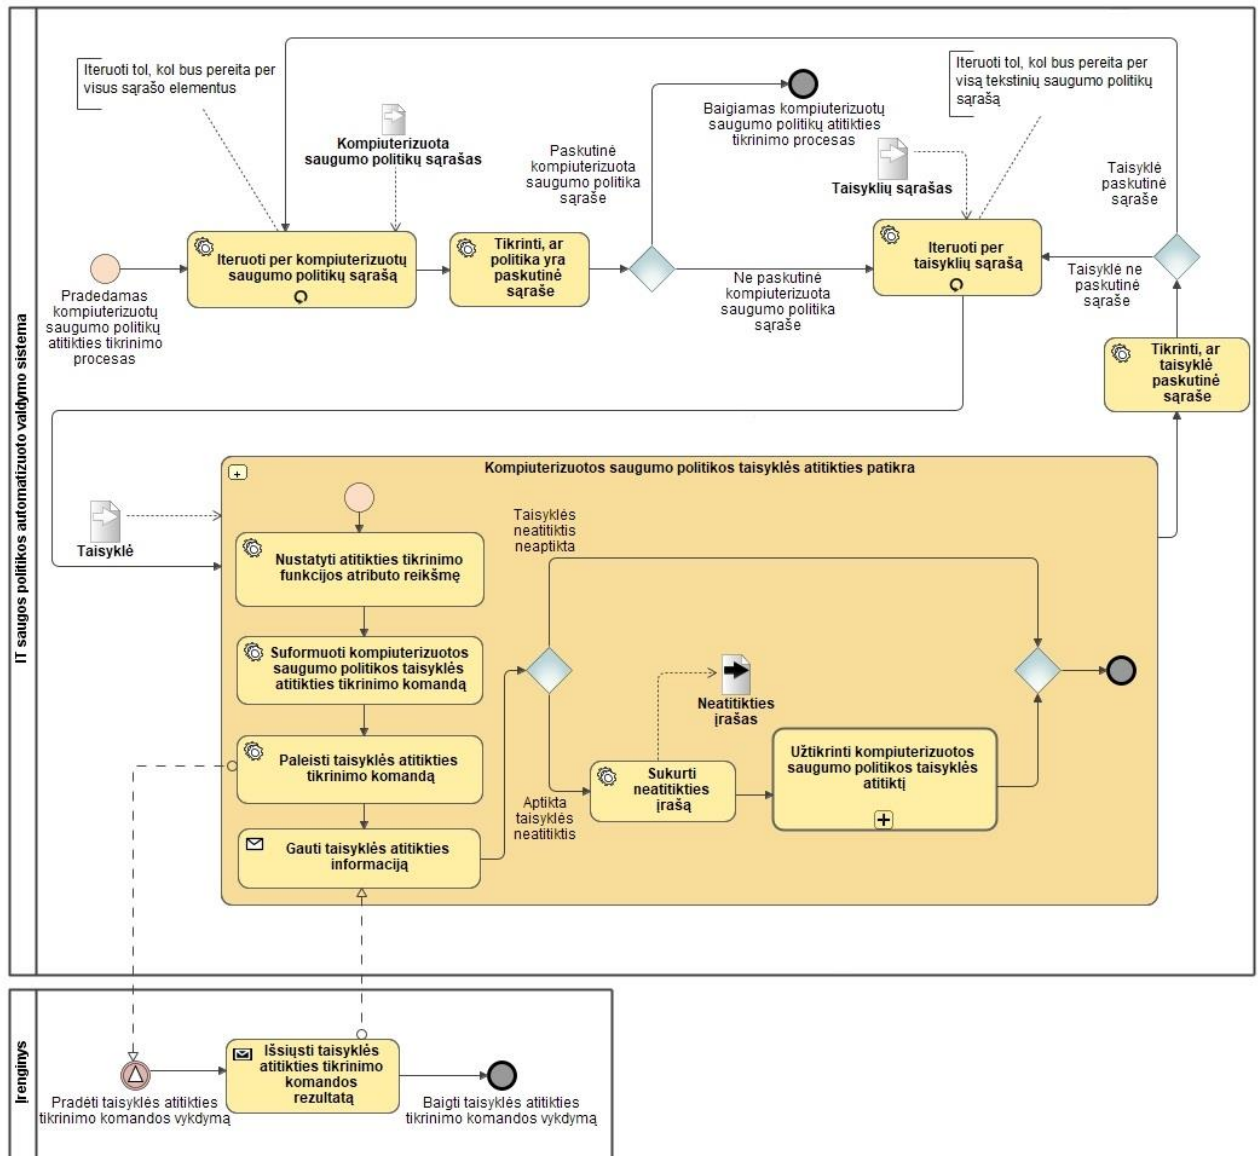 IT saugos politikos automatizuoto valdymo sistema
Iteruoti tol, kol bus pereita per
visus sąrašo elementus
Kompiuterizuota
saugumo politikų sąrašas
Paskutinė
kompiuterizuota
saugumo politika
sąraše
Baigiamas kompiuterizuotų
saugumo politikų atitikties
tikrinimo procesas
Iteruoti tol, kol bus pereita per
visą tekstinių saugumo politikų
sąrašą
Taisyklių sąrašas
Taisyklė
paskutinė
sąraše
Pradedamas
kompiuterizuotų
saugumo politikų
atitikties tikrinimo
procesas
Iteruoti per kompiuterizuotų
saugumo politikų sąrašą
Tikrinti, ar
politika yra
paskutinė
sąraše
Ne paskutinė
kompiuterizuota
saugumo politika
sąraše
Iteruoti per
taisyklių sąrašą
Taisyklė ne
paskutinė
sąraše
Tikrinti, ar
taisyklė
paskutinė
sąraše
Kompiuterizuotos saugumo politikos taisyklės atitikties patikra
Taisyklė
Nustatyti atitikties tikrinimo
funkcijos atributo reikšmę
Suformuoti kompiuterizuotos
saugumo politikos taisyklės
atitikties tikrinimo komandą
Paleisti taisyklės atitikties
tikrinimo komandą
Gauti taisyklės atitikties
informaciją
Taisyklės
neatitiktis
neaptikta
Aptikta
taisyklės
neatitiktis
Neatitikties
įrašas
Sukurti
neatitikties
įrašą
Užtikrinti kompiuterizuotos
saugumo politikos taisyklės
atitiktį
Įrenginys
Pradėti taisyklės atitikties
tikrinimo komandos vykdymą
Išsiųsti taisyklės
atitikties tikrinimo
komandos
rezultatą
Baigti taisyklės atitikties
tikrinimo komandos vykdymą